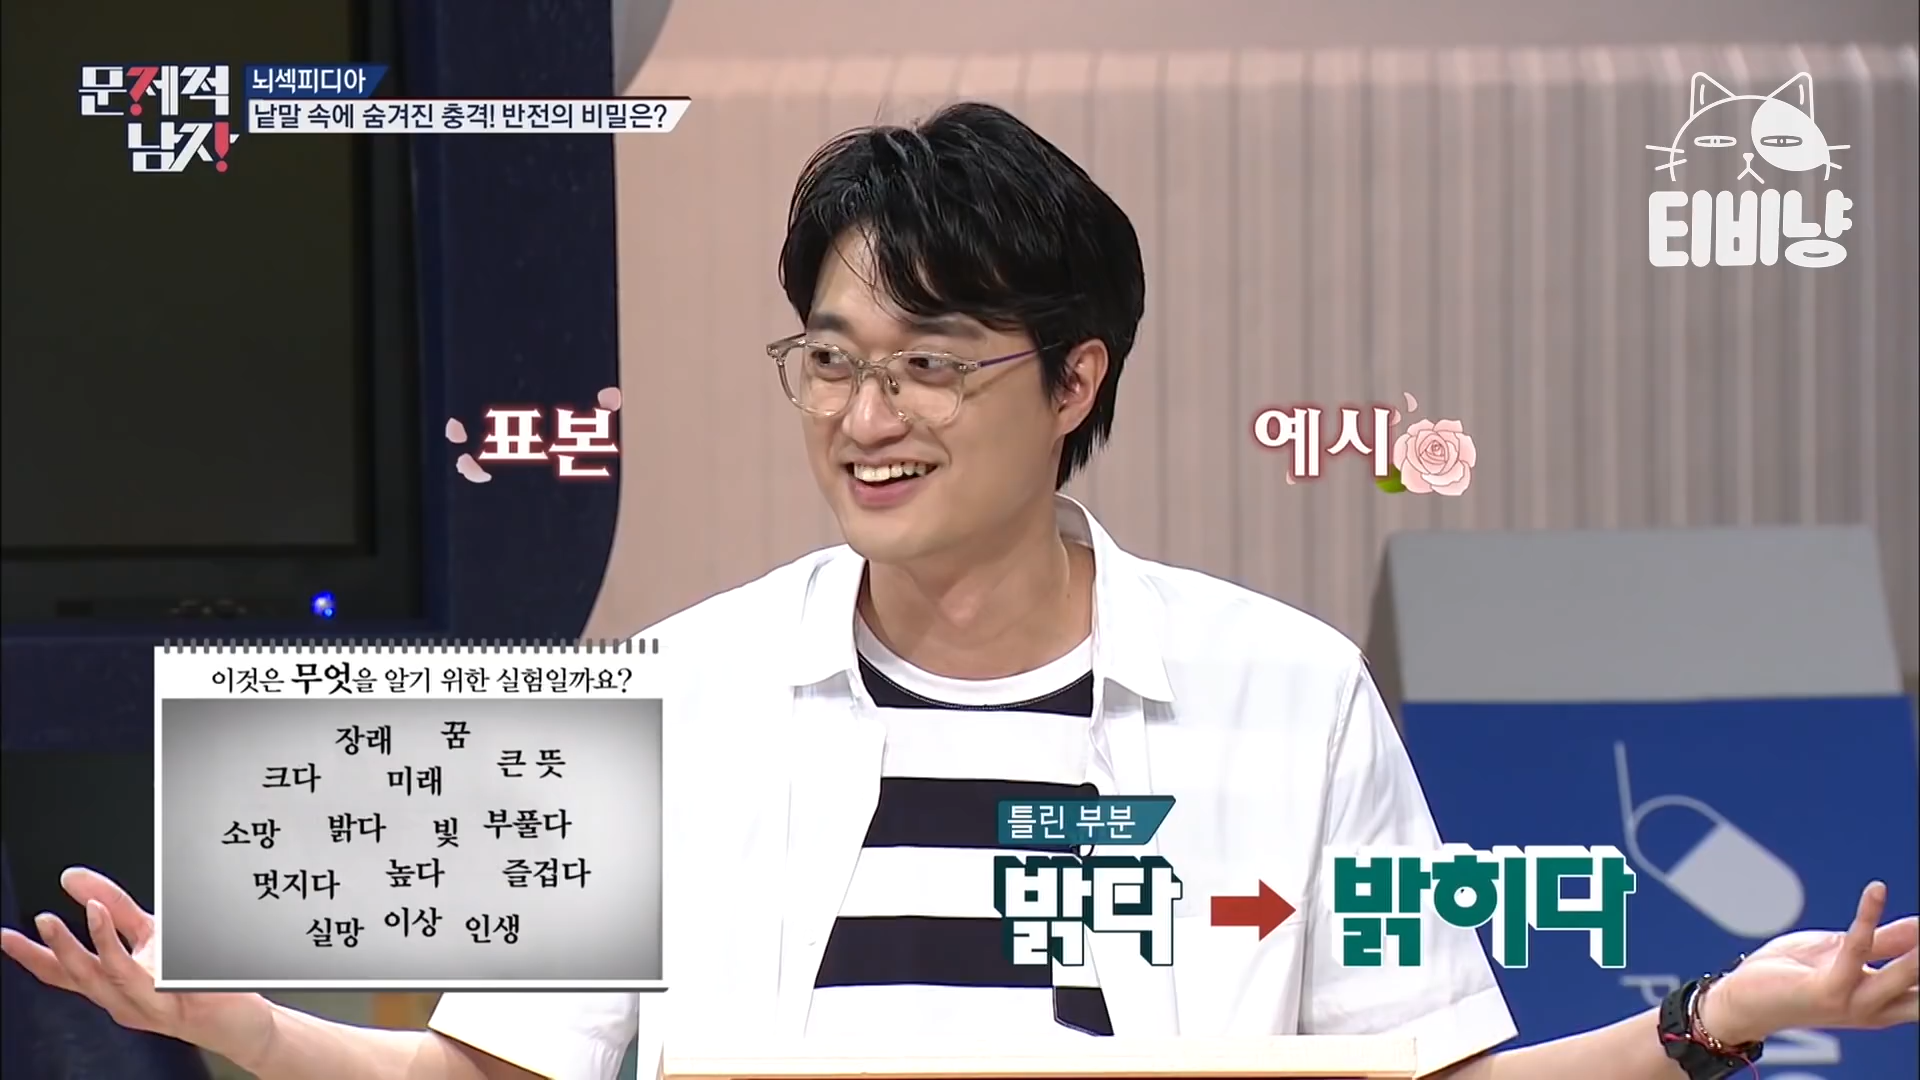 문제적
남자
뇌섹피디아
낱말 속에 숨겨진 충격! 반전의 비밀은?
티비냥
표본
예시
이것은 무엇을 알기 위한 실험일까요?
장래 꿈
크다 미래 큰 뜻
소망 밝다 빛 부풀다
멋지다 높다 즐겁다
실망 이상 인생
틀린 부분
밝다 → 밝히다